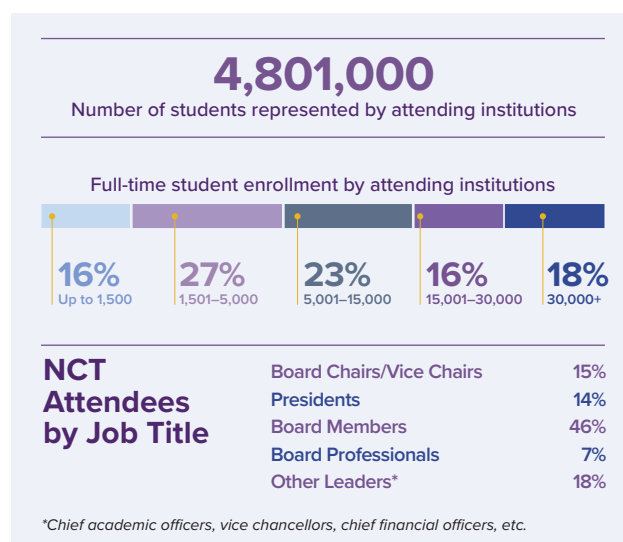 4,801,000
Number of students represented by attending institutions
Full-time student enrollment by attending institutions
16%
Up to 1,500
27%
1,501–5,000
23%
5,001–15,000
16%
15,001–30,000
18%
30,000+
NCT
Attendees
by Job Title
Board Chairs/Vice Chairs 15%
Presidents 14%
Board Members 46%
Board Professionals 7%
Other Leaders* 18%
*Chief academic officers, vice chancellors, chief financial officers, etc.